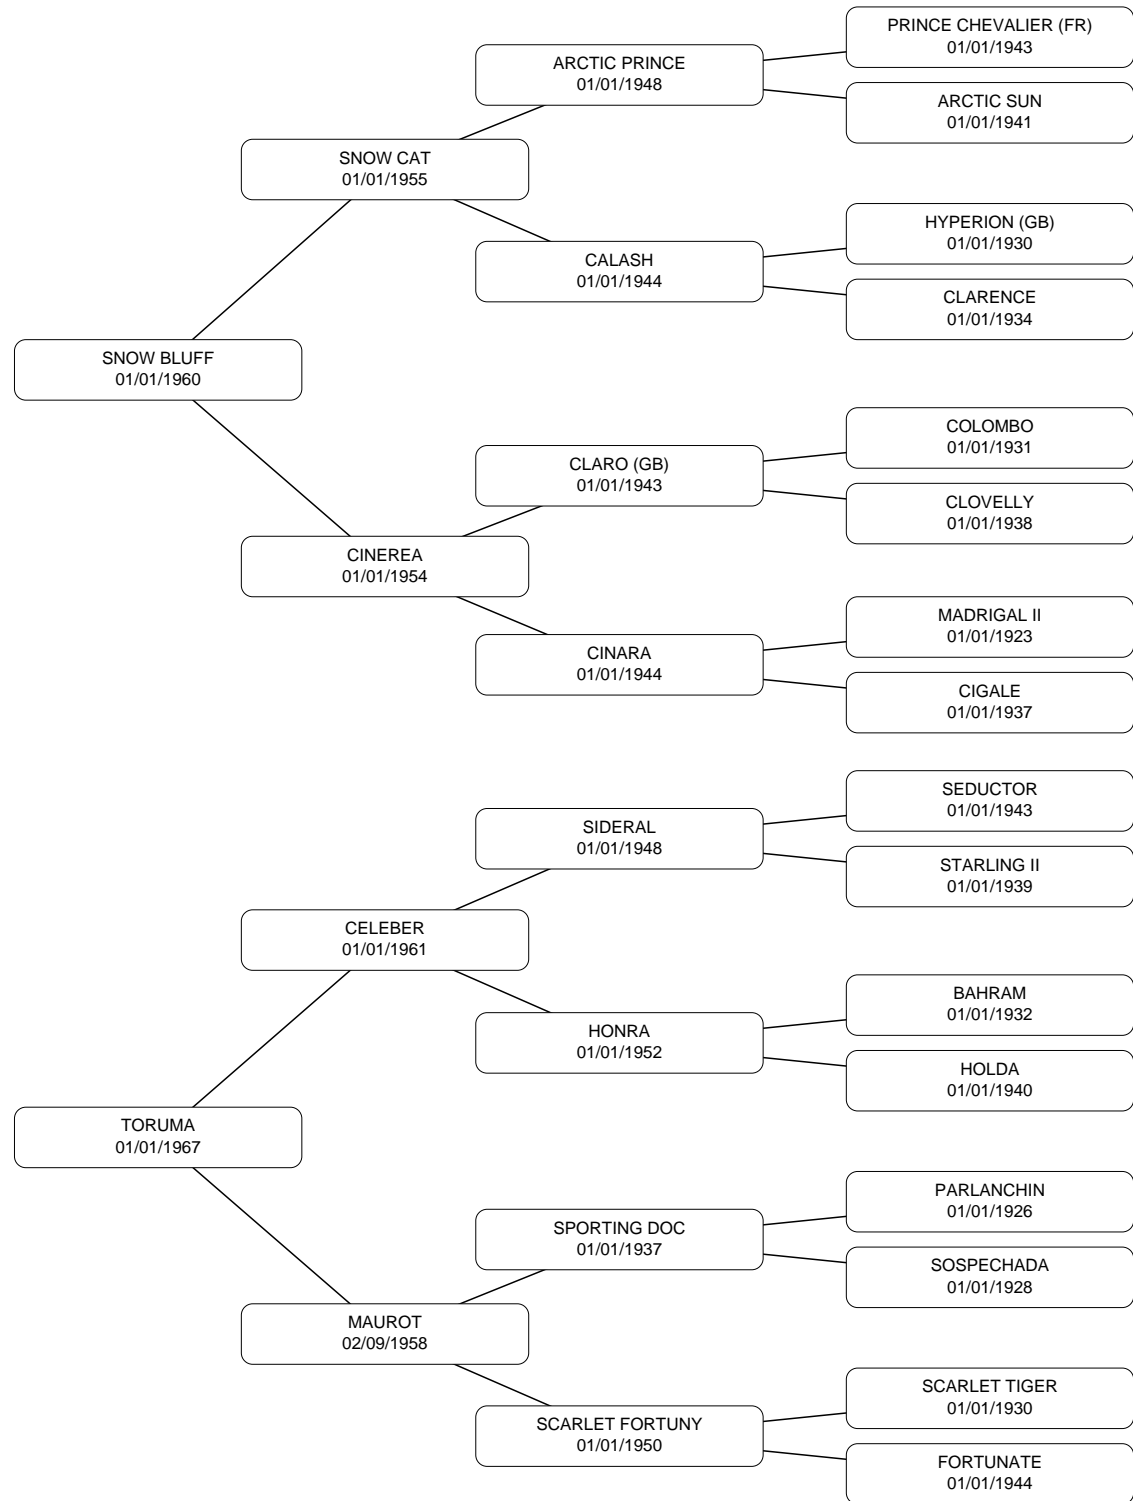 PRINCE CHEVALIER (FR)
01/01/1943
ARCTIC PRINCE
01/01/1948
ARCTIC SUN
01/01/1941
SNOW CAT
01/01/1955
HYPERION (GB)
01/01/1930
CALASH
01/01/1944
CLARENCE
01/01/1934
SNOW BLUFF
01/01/1960
COLOMBO
01/01/1931
CLARO (GB)
01/01/1943
CLOVELLY
01/01/1938
CINEREA
01/01/1954
MADRIGAL II
01/01/1923
CINARA
01/01/1944
CIGALE
01/01/1937
SEDUCTOR
01/01/1943
SIDERAL
01/01/1948
STARLING II
01/01/1939
CELEBER
01/01/1961
BAHRAM
01/01/1932
HONRA
01/01/1952
HOLDA
01/01/1940
TORUMA
01/01/1967
PARLANCHIN
01/01/1926
SPORTING DOC
01/01/1937
SOSPECHADA
01/01/1928
MAUROT
02/09/1958
SCARLET TIGER
01/01/1930
SCARLET FORTUNY
01/01/1950
FORTUNATE
01/01/1944